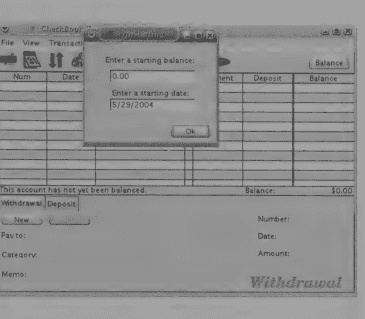 CheckBook
File View Transact
Balance
Enter a starting balance:
0.00
Enter a starting date:
5/29/2004
Ok
Num Date Deposit Balance
This account has not yet been balanced. Balance: $0.00
Withdrawal Deposit
New
Pay to: Number:
Category: Date:
Memo: Amount:
Withdrawal